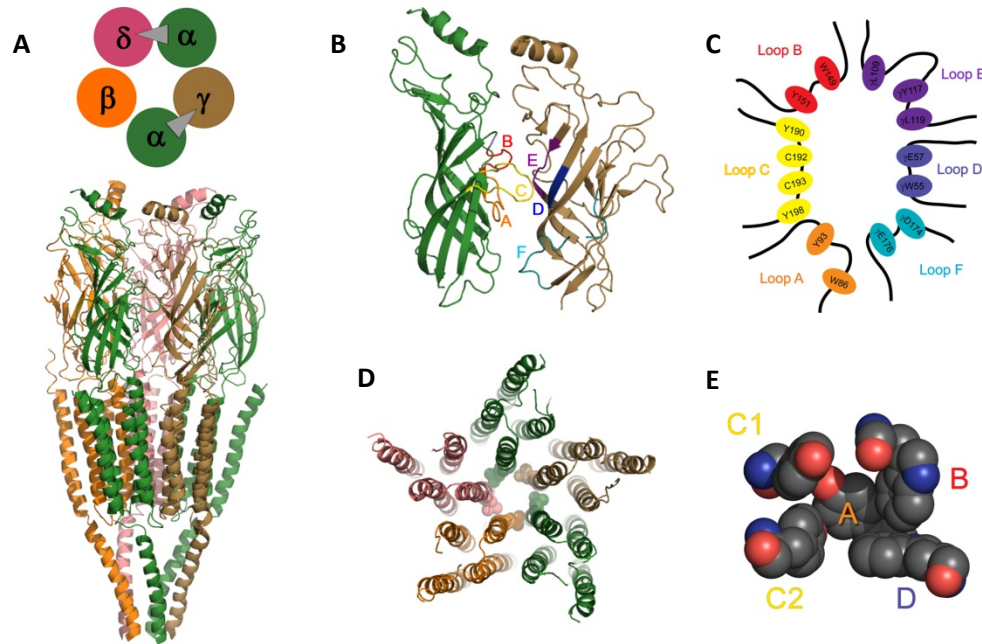 A
δ
α
β
γ
α
B
B
E
C
A
D
F
C
Loop B
W149
Y151
γL109
Loop E
γY117
γL119
Y190
C192
Loop C
C193
Y198
γE57
Loop D
γW55
γD174
γE176
Loop F
Y93
Loop A
W86
D
E
C1
B
A
C2
D